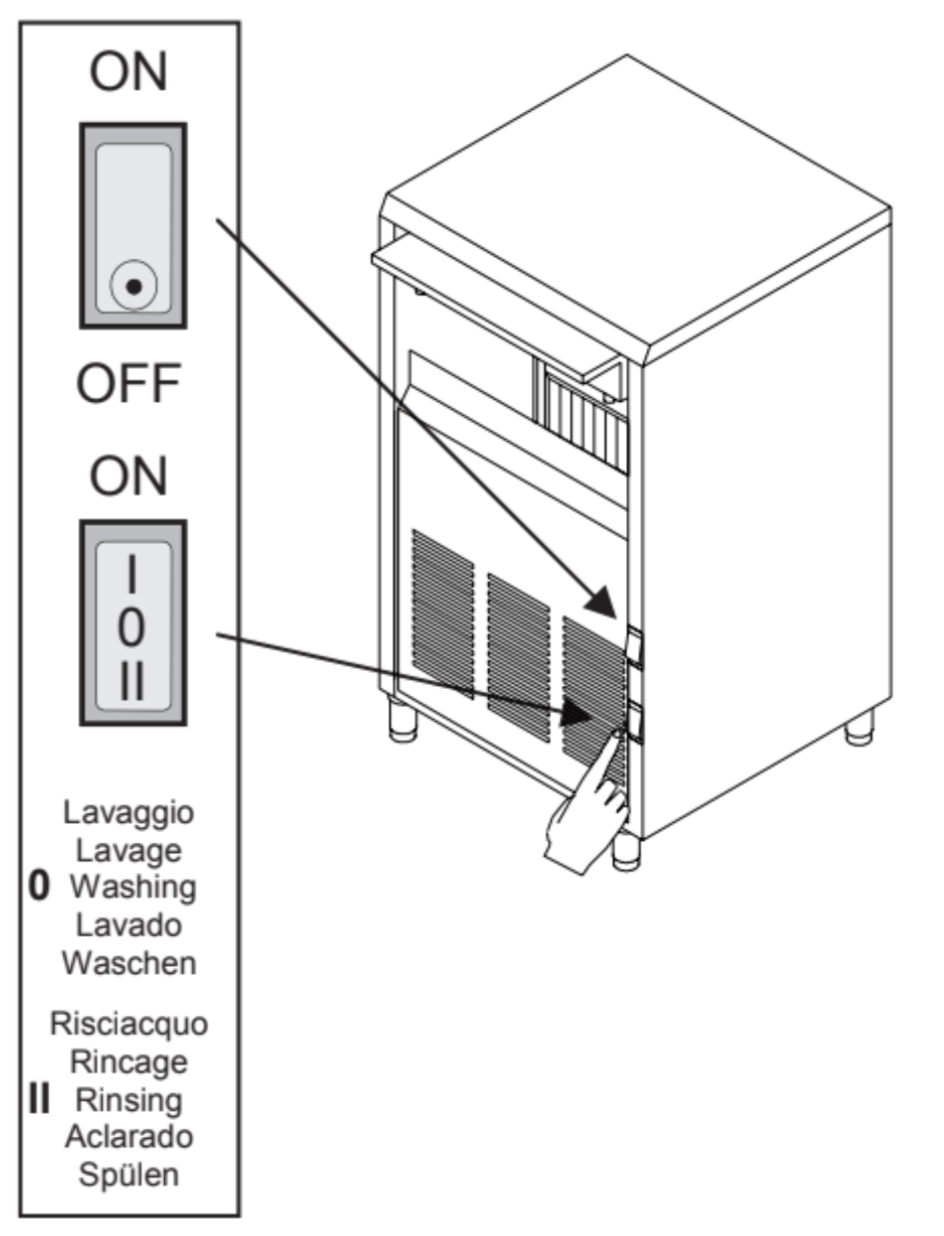 ON
OFF
ON
I
0
II
Lavaggio
Lavage
0 Washing
Lavado
Waschen
Risciacquo
Rincage
II Rinsing
Aclarado
Spülen